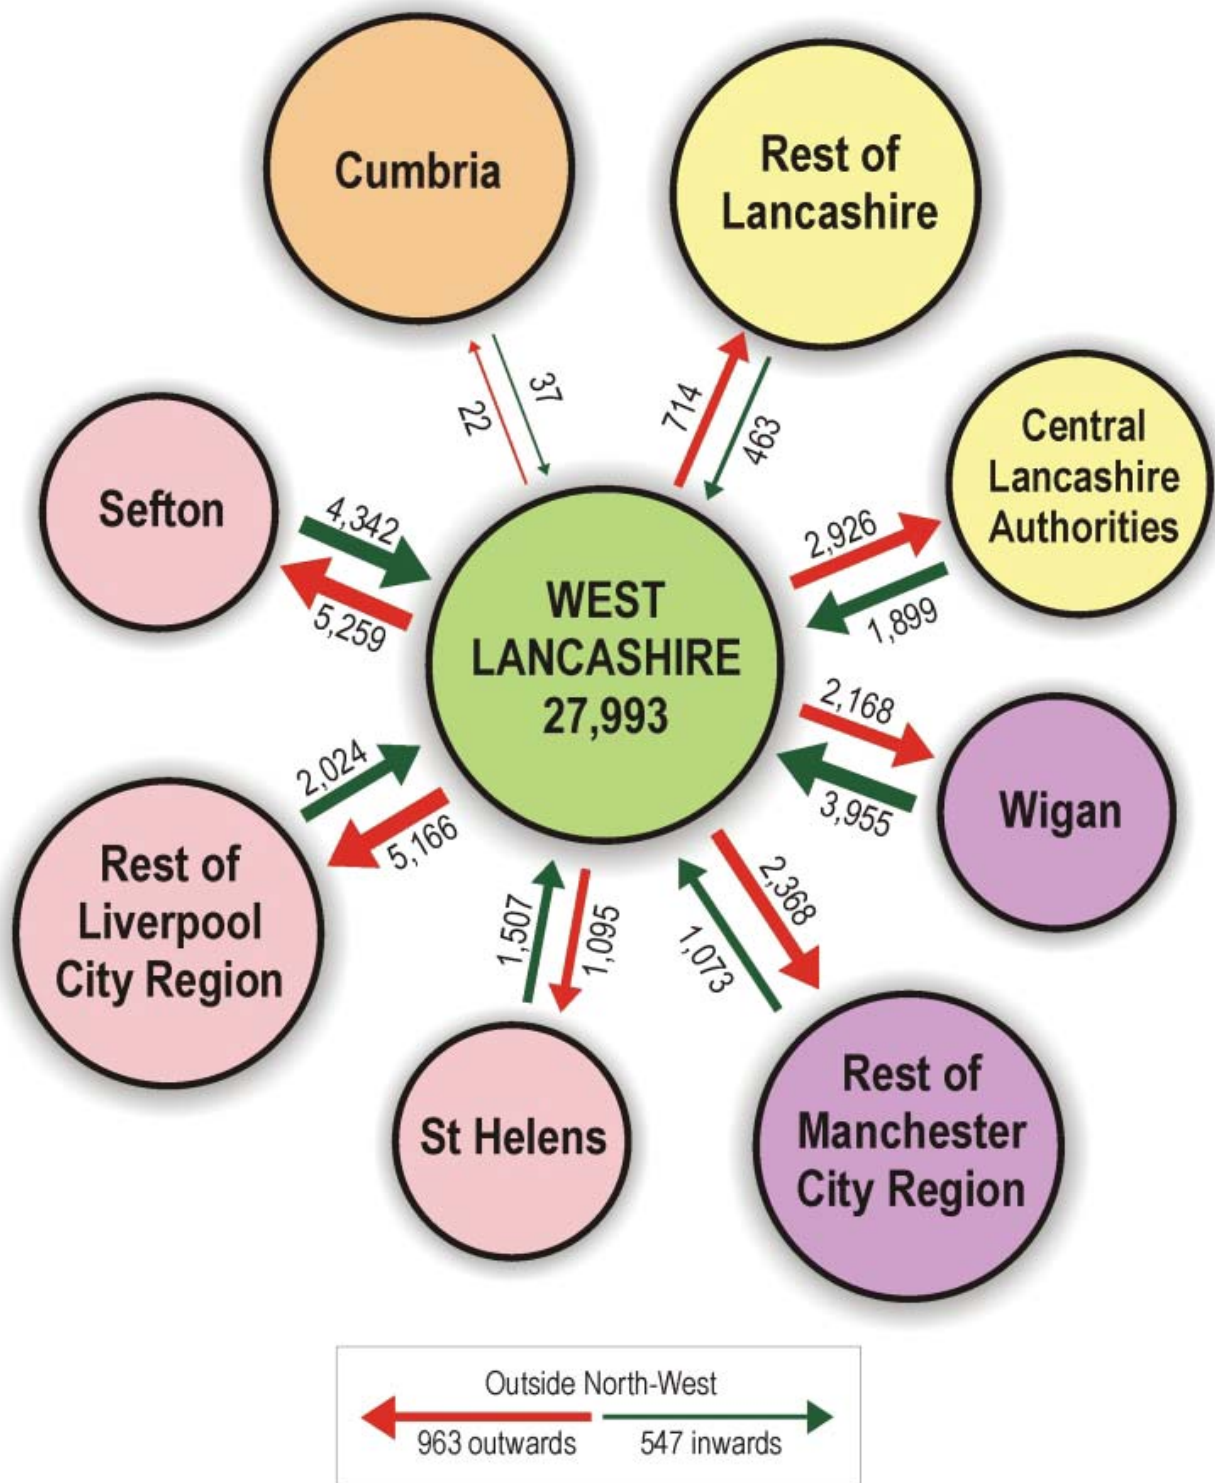 Cumbria
Rest of
Lancashire
22
37
714
463
Central
Lancashire
Authorities
Sefton
4,342
5,259
2,926
1,899
WEST
LANCASHIRE
27,993
2,168
3,955
Wigan
2,024
5,166
Rest of
Liverpool
City Region
1,507
1,095
2,368
1,073
St Helens
Rest of
Manchester
City Region
Outside North-West
963 outwards 547 inwards